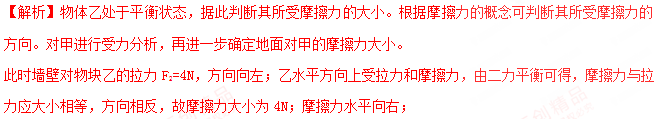 【解析】物体乙处于平衡状态，据此判断其所受摩擦力的大小。根据摩擦力的概念可判断其所受摩擦力的
方向。对甲进行受力分析，再进一步确定地面对甲的摩擦力大小。
此时墙壁对物块乙的拉力 F₂=4N，方向向左；乙水平方向上受拉力和摩擦力，由二力平衡可得，摩擦力与拉
力应大小相等，方向相反，故摩擦力大小为 4N；摩擦力水平向右；